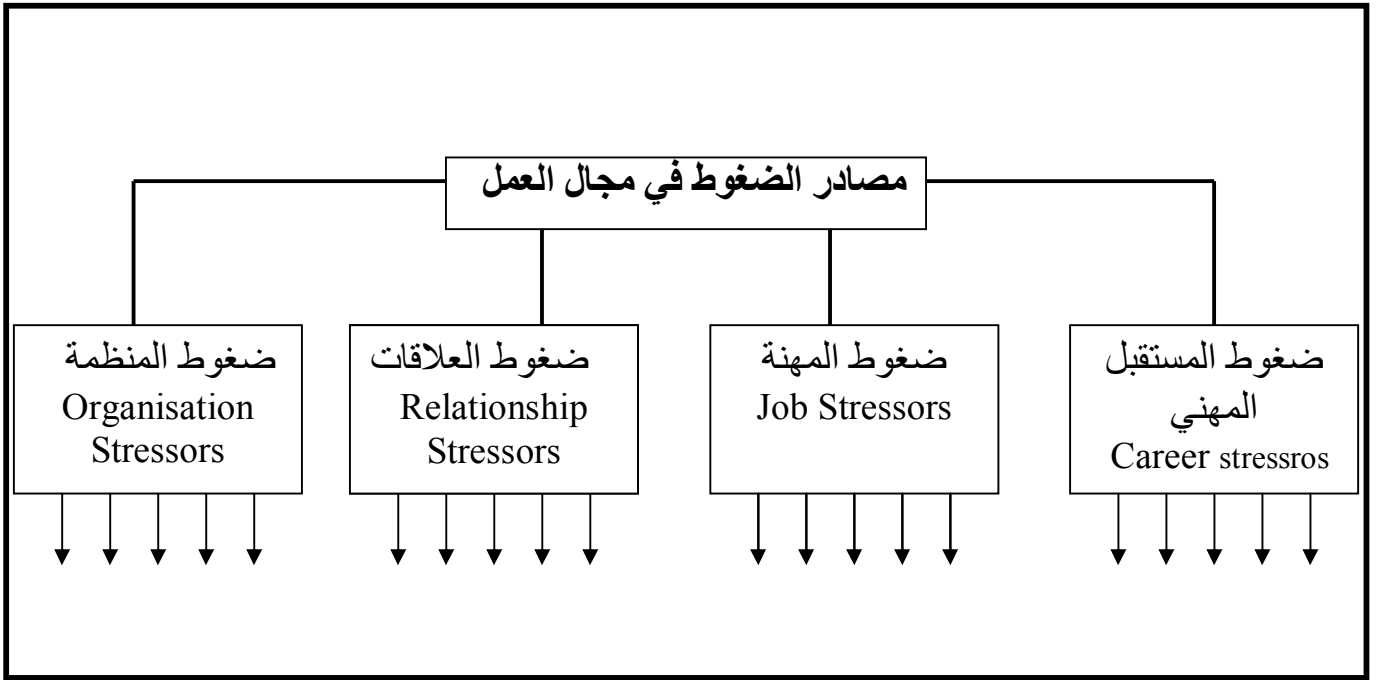 مصادر الضغوط في مجال العمل
ضغوط المستقبل
المهني
Career stressros
ضغوط المهنة
Job Stressors
ضغوط العلاقات
Relationship
Stressors
ضغوط المنظمة
Organisation
Stressors